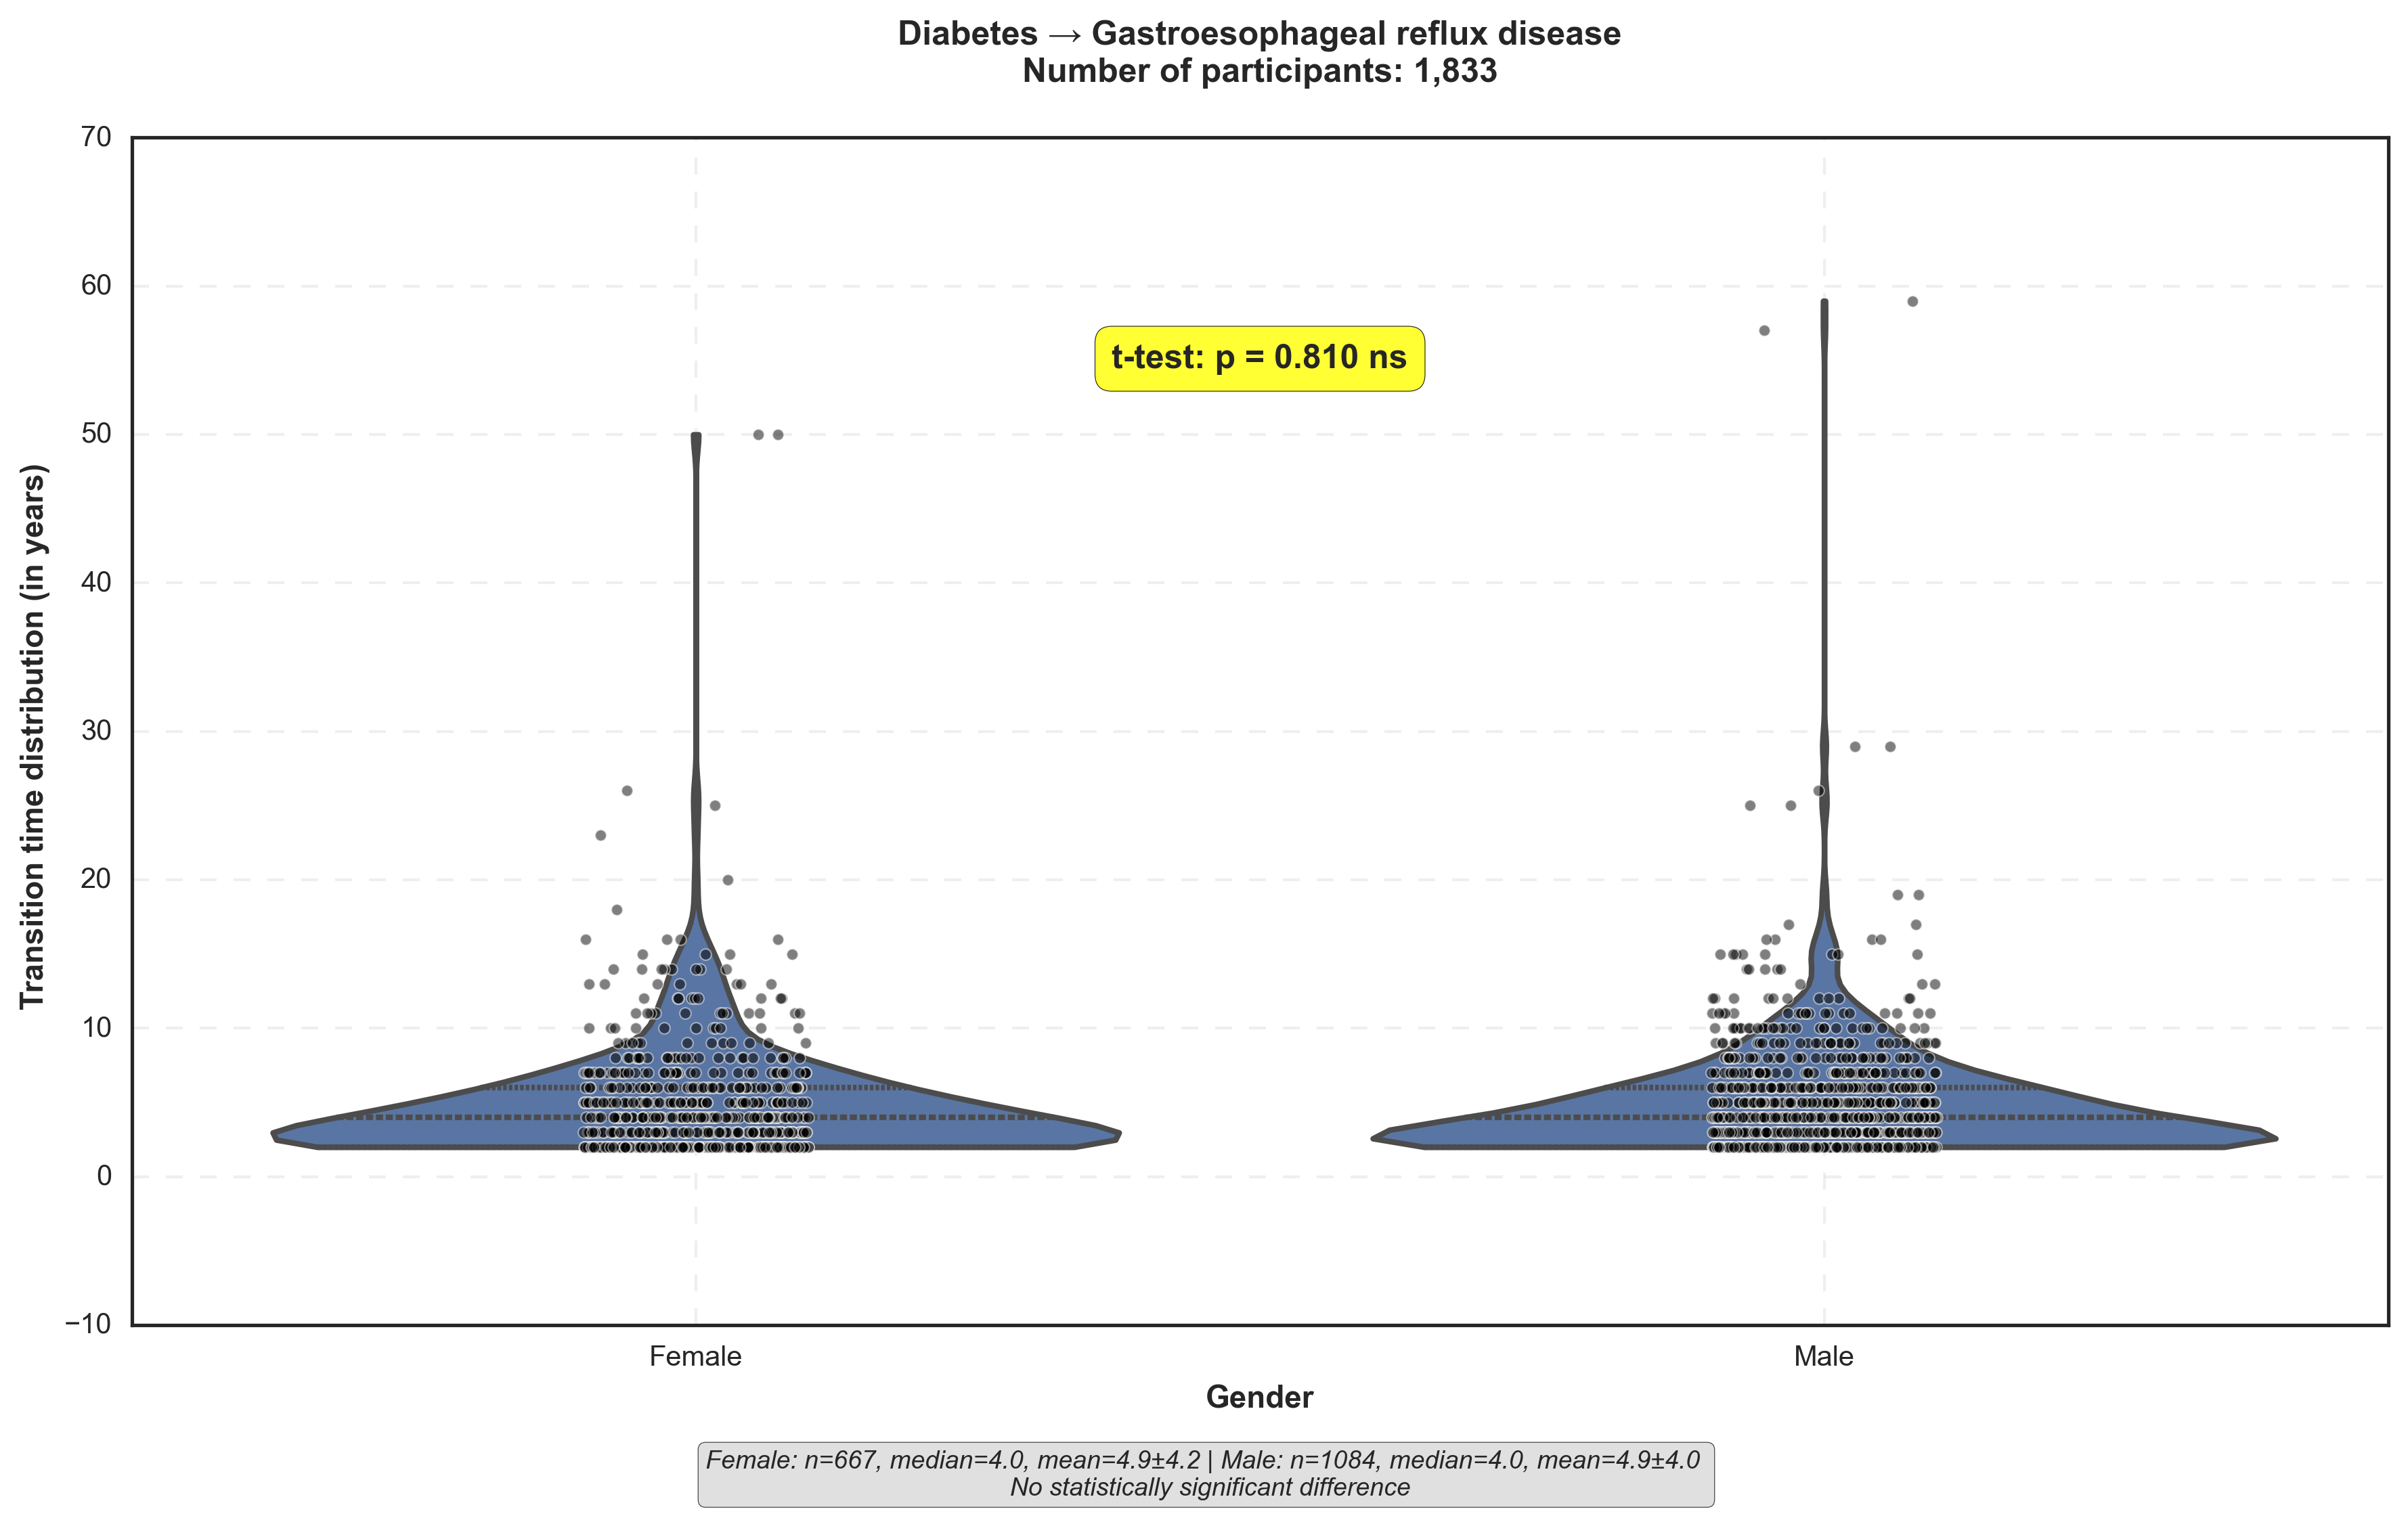 Diabetes → Gastroesophageal reflux disease
Number of participants: 1,833
70
60
50
40
30
20
10
0
−10
Transition time distribution (in years)
t-test: p = 0.810 ns
Female
Male
Gender
Female: n=667, median=4.0, mean=4.9±4.2 | Male: n=1084, median=4.0, mean=4.9±4.0
No statistically significant difference